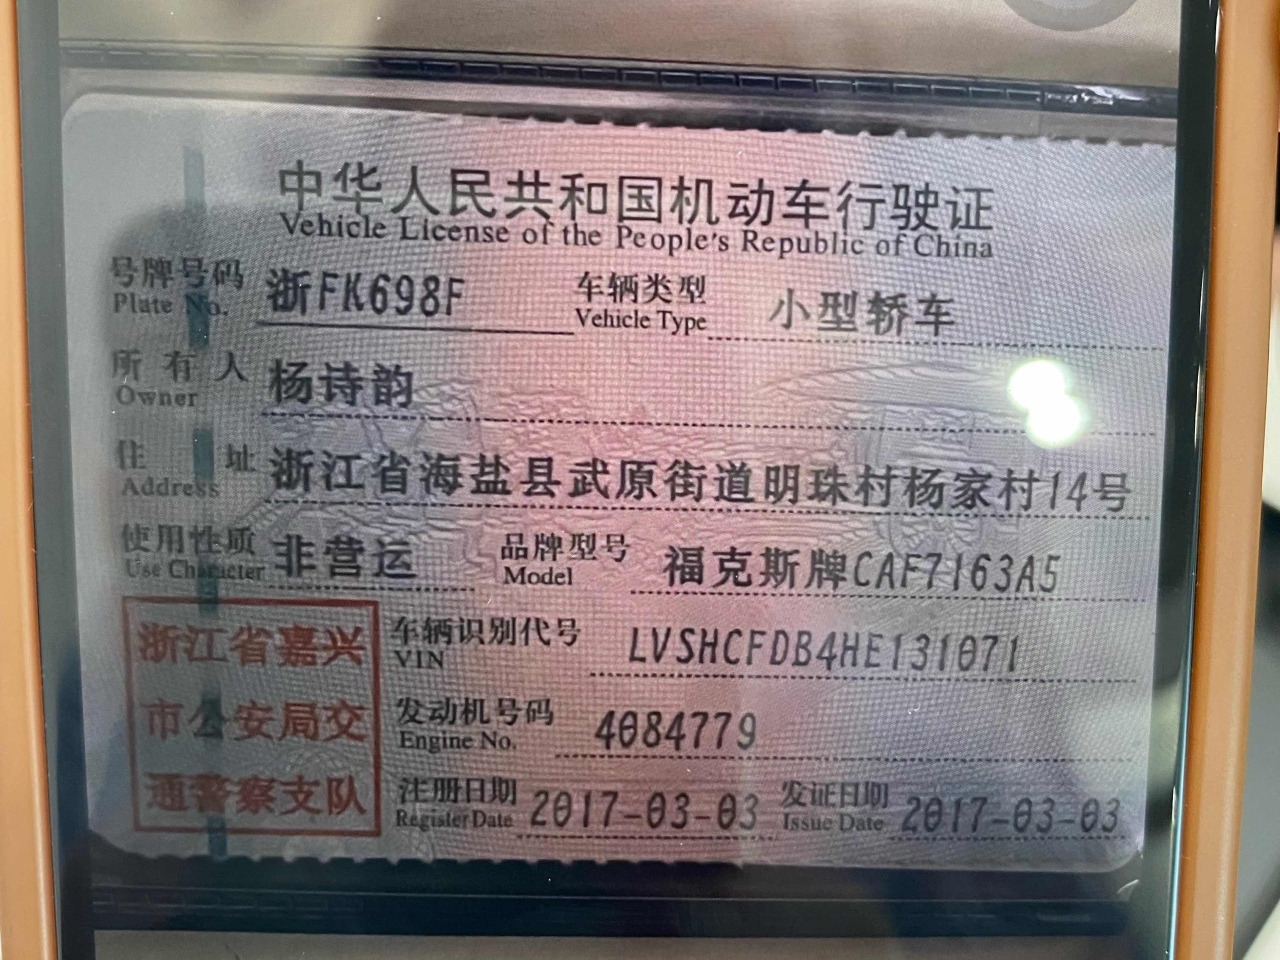 中华人民共和国机动车行驶证
Vehicle License of the People's Republic of China
号牌号码 浙FK698F 车辆类型 小型轿车
Plate No. Vehicle Type
所有人 杨诗韵
Owner
住址 浙江省海盐县武原街道明珠村杨家村14号
Address
使用性质 非营运 品牌型号 福克斯牌CAF7163A5
Use Character Model
浙江省嘉兴
市公安局交
通警察支队
车辆识别代号 LVSHCFDB4HE131071
VIN
发动机号码 4084779
Engine No.
注册日期 2017-03-03 发证日期 2017-03-03
Register Date Issue Date